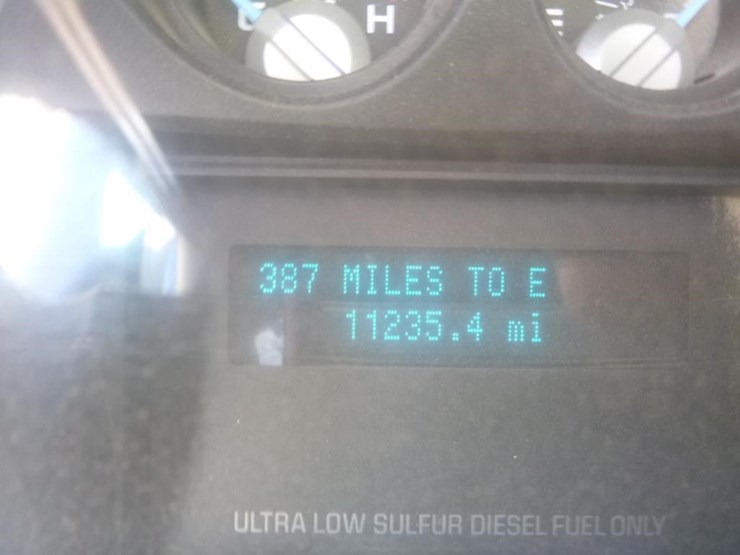 C H E
387 MILES TO E
11235.4 mi
ULTRA LOW SULFUR DIESEL FUEL ONLY